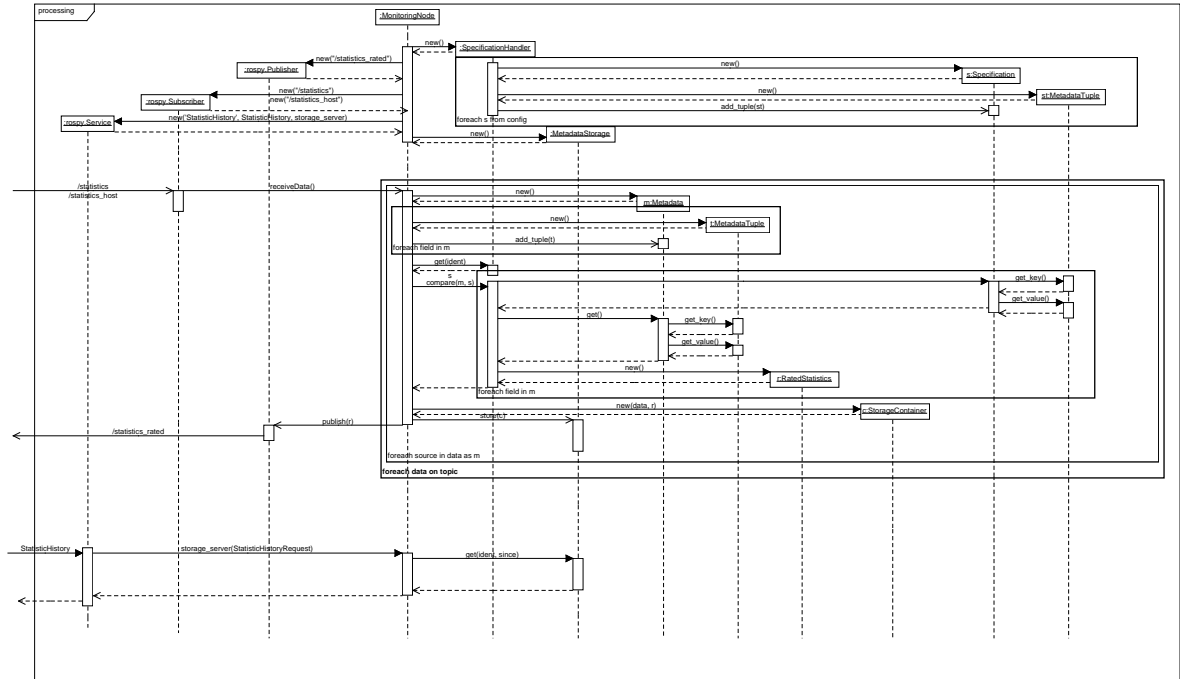 processing
:MonitoringNode
new()
:SpecificationHandler
new("/statistics_rated")
:rospy.Publisher
new()
s:Specification
new("/statistics")
:rospy.Subscriber
new("/statistics_host")
new()
st:MetadataTuple
add_tuple(st)
foreach s from config
new('StatisticHistory', StatisticHistory, storage_server)
:rospy.Service
new()
:MetadataStorage
/statistics
/statistics_host
receiveData()
new()
m:Metadata
new()
t:MetadataTuple
add_tuple(t)
foreach field in m
get(ident)
s
compare(m, s)
get_key()
get_value()
get()
get_key()
get_value()
new()
r:RatedStatistics
foreach field in m
new(data, r)
c:StorageContainer
store(c)
publish(r)
/statistics_rated
foreach source in data as m
foreach data on topic
StatisticHistory
storage_server(StatisticHistoryRequest)
get(ident, since)